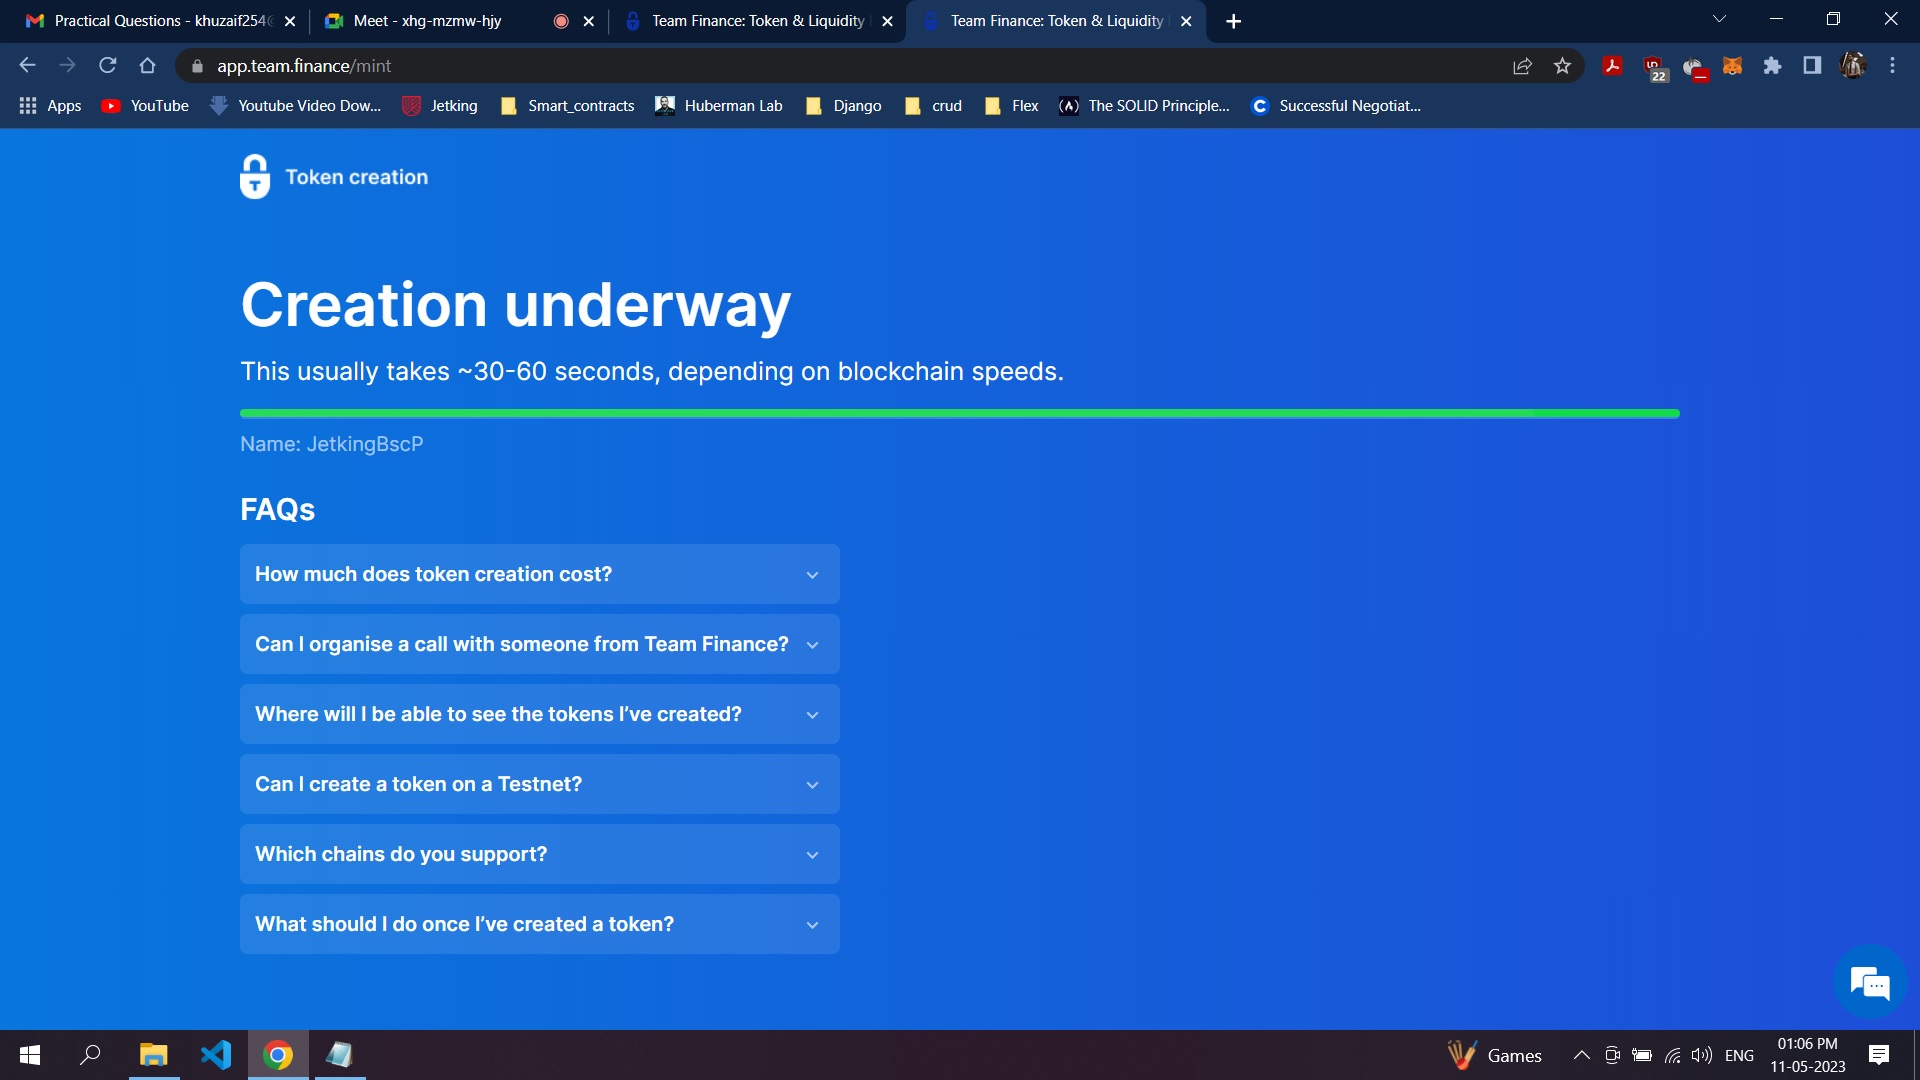 Practical Questions - khuzaif254
Meet - xhg-mzmw-hjy
Team Finance: Token & Liquidity
Team Finance: Token & Liquidity
app.team.finance/mint
22
Apps
YouTube
Youtube Video Dow...
Jetking
Smart_contracts
Huberman Lab
Django
crud
Flex
The SOLID Principle...
Successful Negotiat...
Token creation
Creation underway
This usually takes ~30-60 seconds, depending on blockchain speeds.
Name: JetkingBscP
FAQs
How much does token creation cost?
Can I organise a call with someone from Team Finance?
Where will I be able to see the tokens I’ve created?
Can I create a token on a Testnet?
Which chains do you support?
What should I do once I’ve created a token?
Games
ENG
01:06 PM
11-05-2023